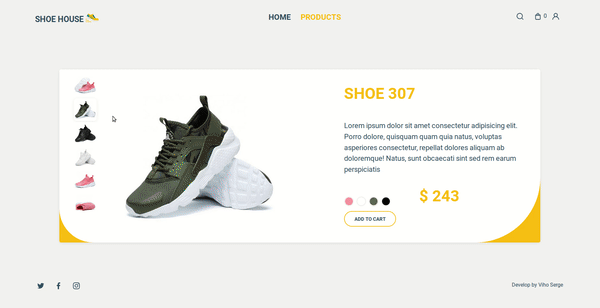 SHOE HOUSE
HOME PRODUCTS
0
SHOE 307
Lorem ipsum dolor sit amet consectetur adipisicing elit.
Porro dolore, quisquam quam quia natus, voluptas
asperiores consectetur, repellat dolores aliquam ab
doloremque! Natus, sunt obcaecati sint sed rem earum
perspiciatis
$ 243
ADD TO CART
Develop by Viho Serge